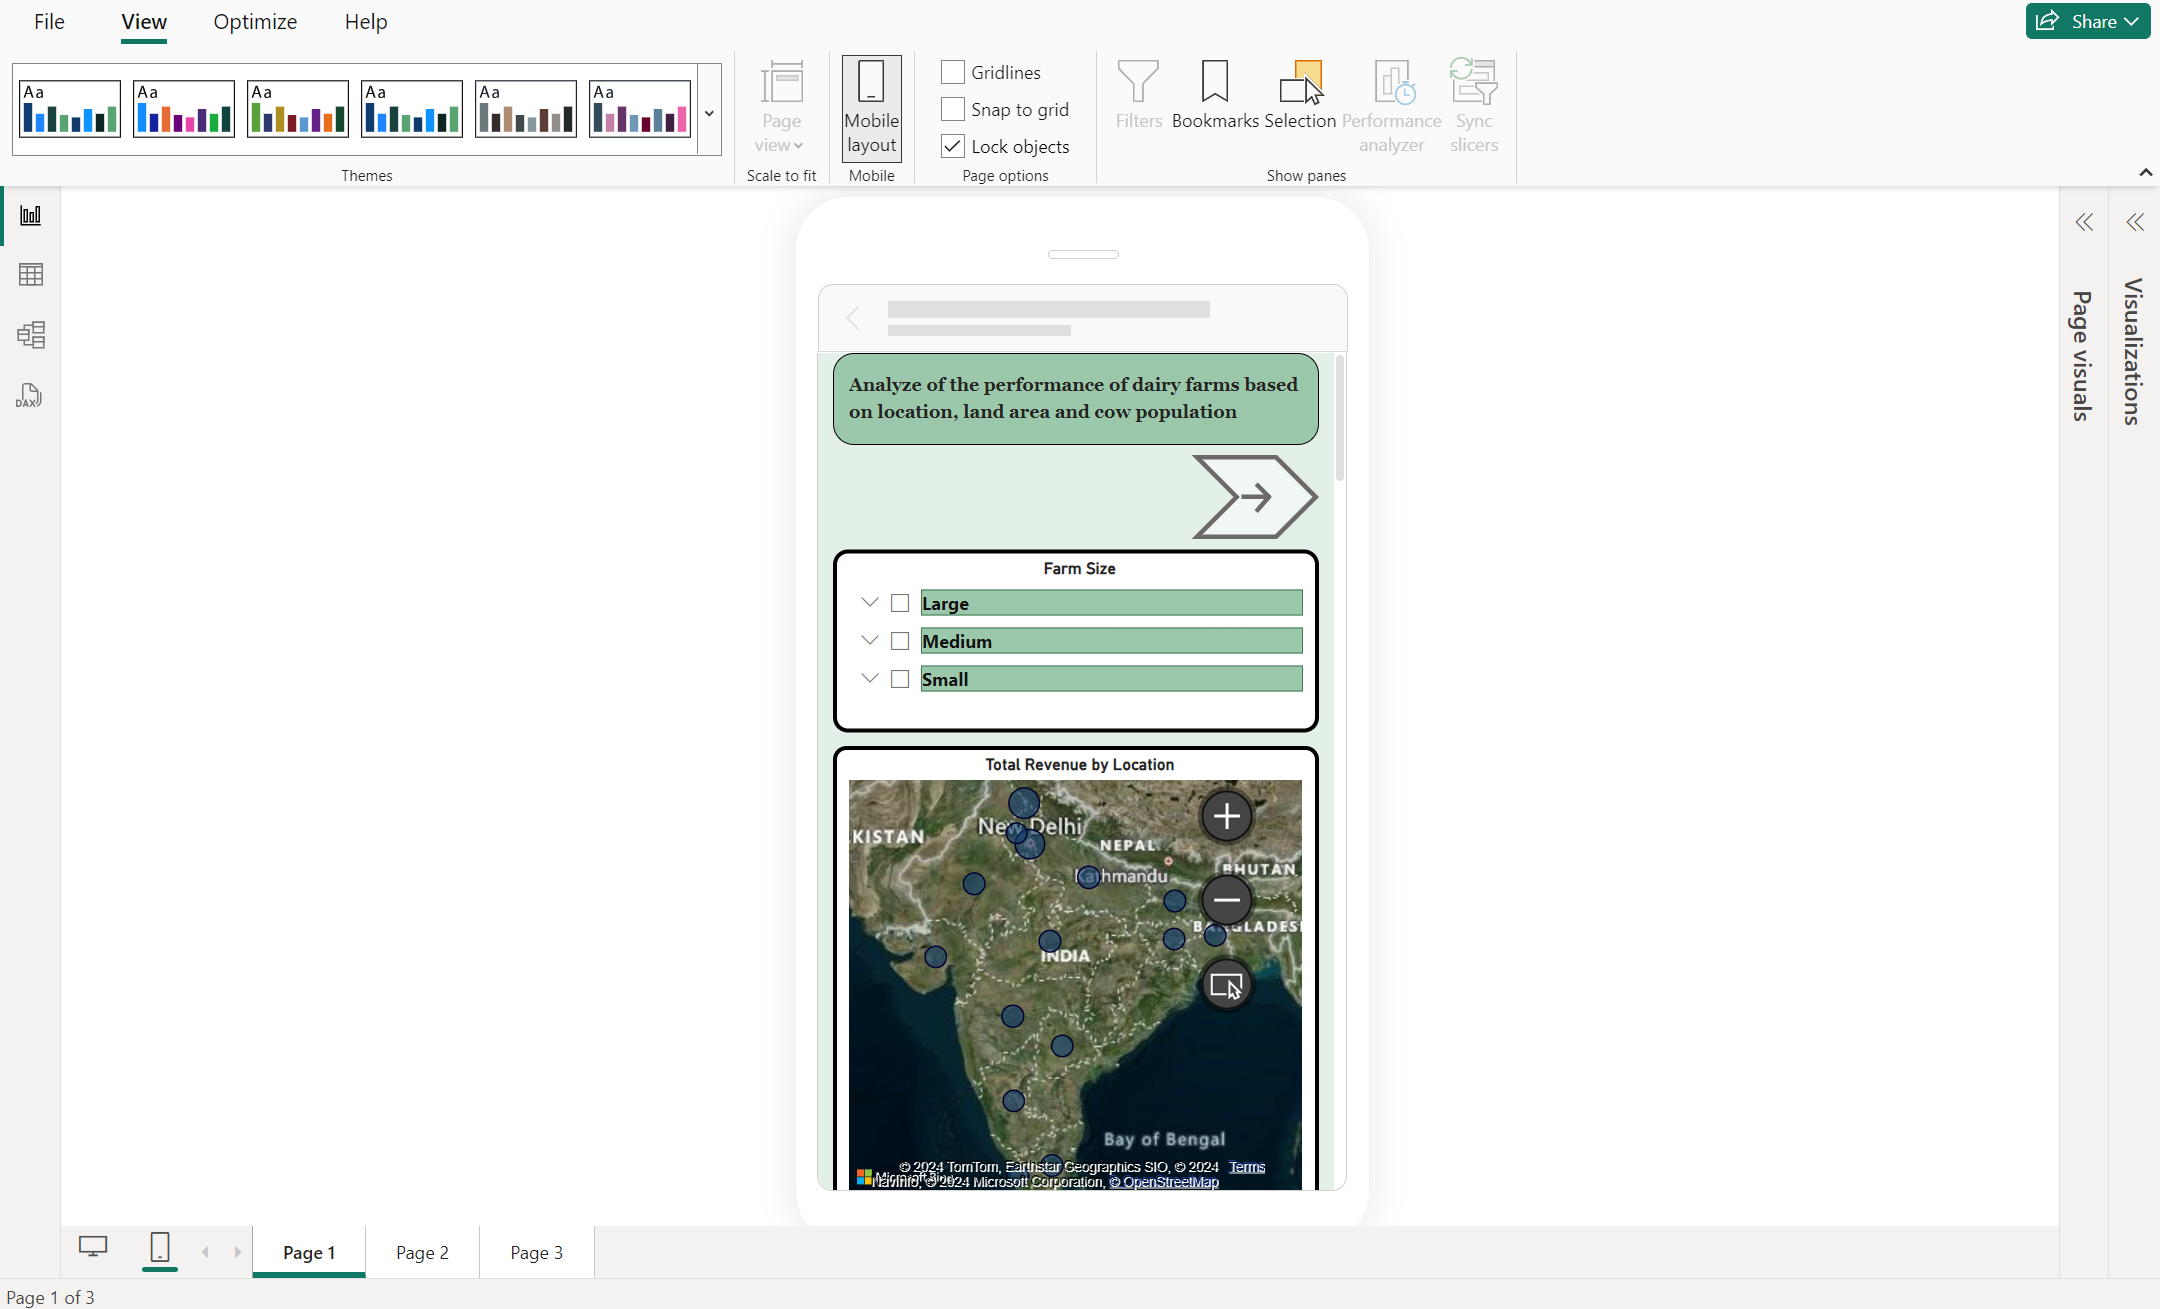 File View Optimize Help Share
Aa Aa Aa Aa Aa Aa
Themes
Page view
Scale to fit
Mobile layout
Mobile
Gridlines
Snap to grid
Lock objects
Page options
Filters
Bookmarks
Selection
Performance analyzer
Sync slicers
Show panes
DAX
Analyze of the performance of dairy farms based
on location, land area and cow population
Farm Size
Large
Medium
Small
Total Revenue by Location
New Delhi
KISTAN
NEPAL
Kathmandu
BHUTAN
BANGLADESH
INDIA
Bay of Bengal
© 2024 TomTom, Earthstar Geographics SIO, © 2024 Terms
Microsoft Bing
NavInfo, © 2024 Microsoft Corporation, © OpenStreetMap
Page visuals
Visualizations
Page 1 Page 2 Page 3
Page 1 of 3